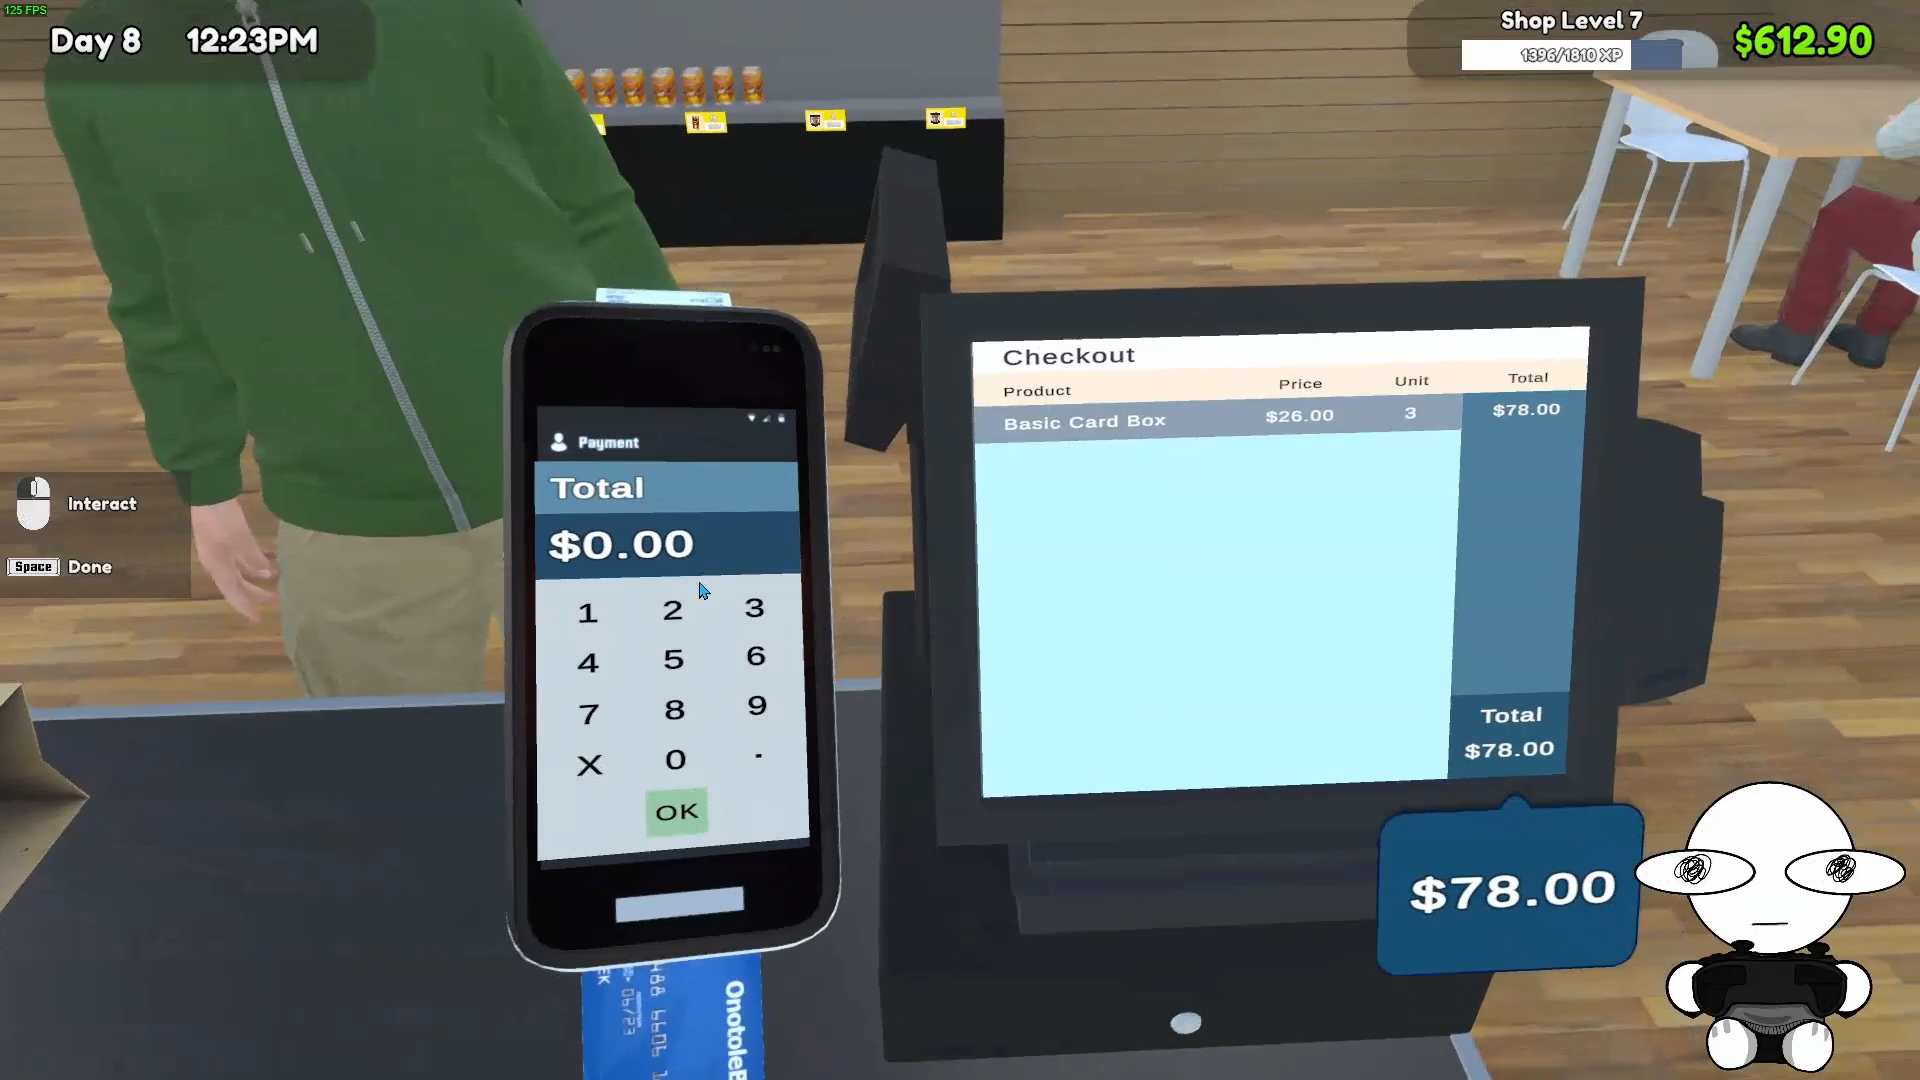 125 FPS
Day 8 12:23PM
Shop Level 7
1396/1810 XP
$612.90
Interact
Space Done
Payment
Total
$0.00
1 2 3
4 5 6
7 8 9
X 0 .
OK
Checkout
Product Price Unit Total
Basic Card Box $26.00 3 $78.00
Total
$78.00
$78.00